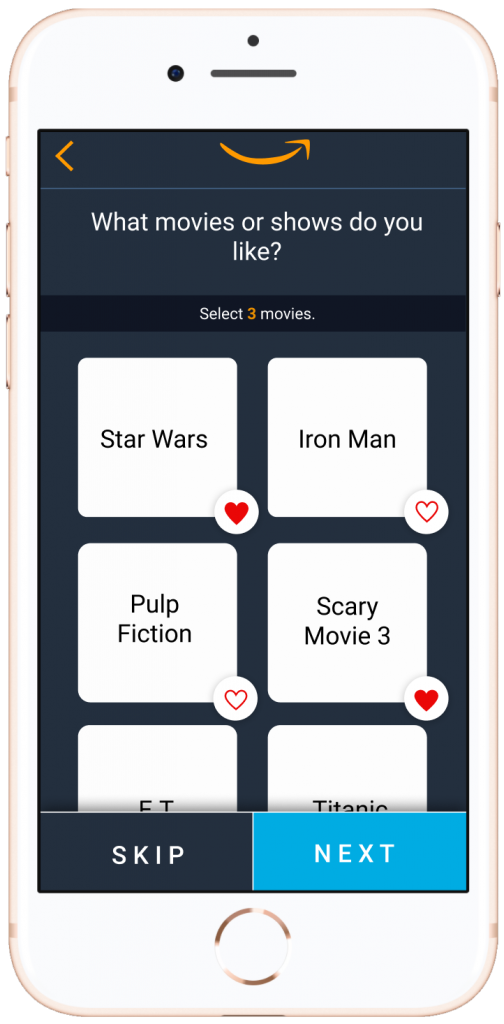 What movies or shows do you
like?
Select 3 movies.
Star Wars
Iron Man
Pulp
Fiction
Scary
Movie 3
E.T.
Titanic
SKIP
NEXT